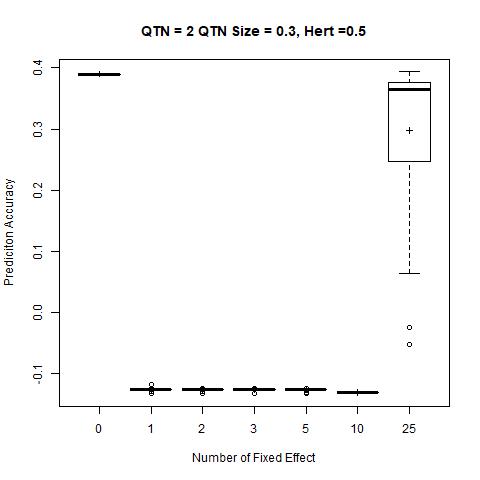 QTN = 2 QTN Size = 0.3, Hert =0.5
Prediciton Accuracy
0.4
0.3
0.2
0.1
0.0
-0.1
0 1 2 3 5 10 25
Number of Fixed Effect